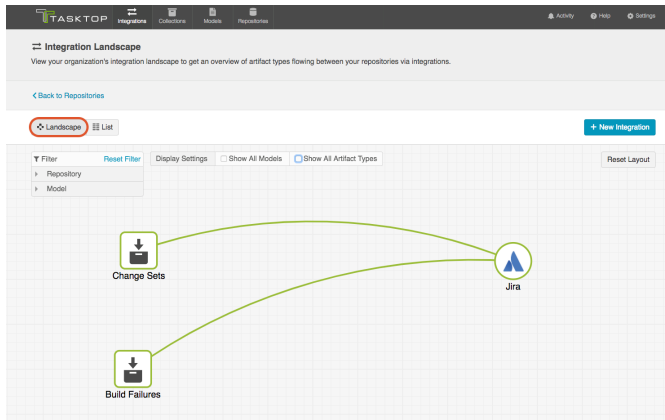 TASKTOP
Integrations
Collections
Models
Repositories
Activity
Help
Settings
Integration Landscape
View your organization's integration landscape to get an overview of artifact types flowing between your repositories via integrations.
Back to Repositories
Landscape
List
+ New Integration
Filter
Reset Filter
Display Settings
Show All Models
Show All Artifact Types
Reset Layout
Repository
Model
Change Sets
Jira
Build Failures